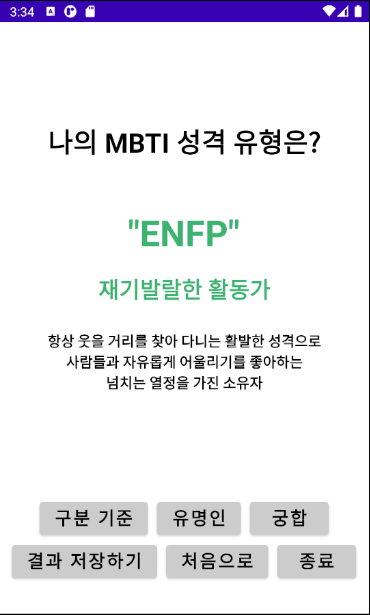 3:34
나의 MBTI 성격 유형은?
"ENFP"
재기발랄한 활동가
항상 웃을 거리를 찾아 다니는 활발한 성격으로
사람들과 자유롭게 어울리기를 좋아하는
넘치는 열정을 가진 소유자
구분 기준 유명인 궁합
결과 저장하기 처음으로 종료